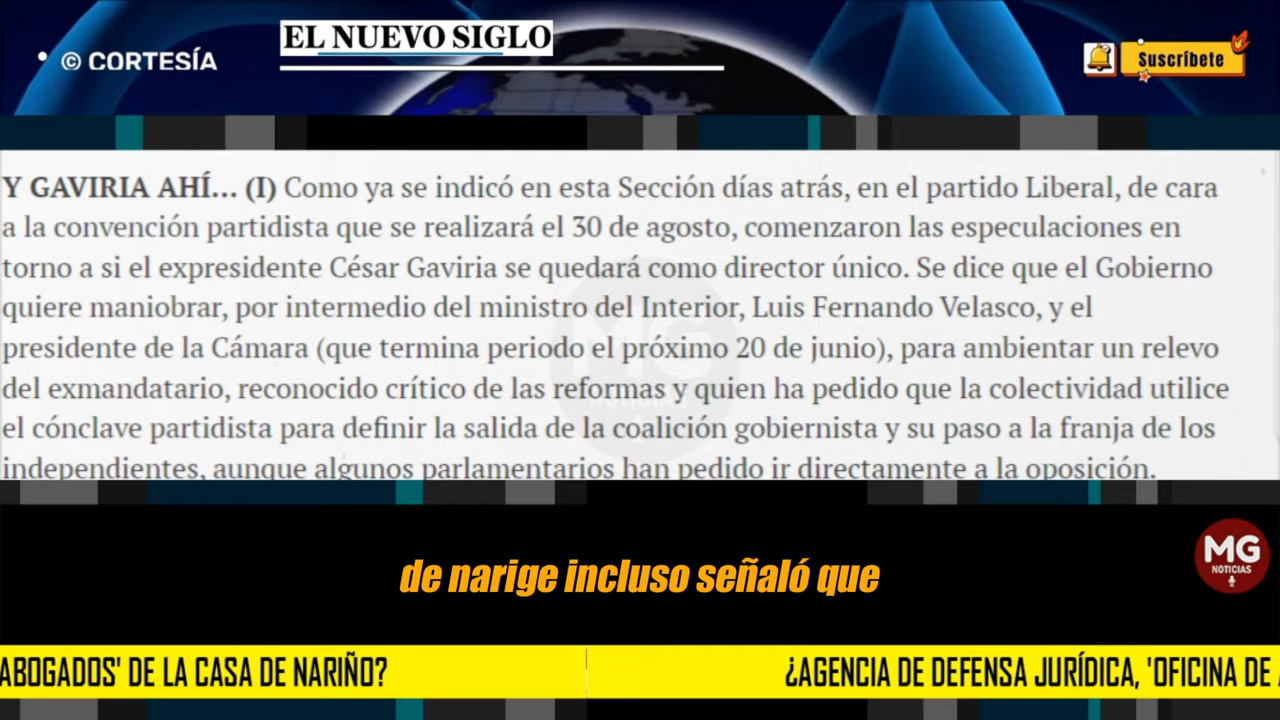 © CORTESÍA
EL NUEVO SIGLO
Suscríbete
Y GAVIRIA AHÍ... (I) Como ya se indicó en esta Sección días atrás, en el partido Liberal, de cara
a la convención partidista que se realizará el 30 de agosto, comenzaron las especulaciones en
torno a si el expresidente César Gaviria se quedará como director único. Se dice que el Gobierno
quiere maniobrar, por intermedio del ministro del Interior, Luis Fernando Velasco, y el
presidente de la Cámara (que termina periodo el próximo 20 de junio), para ambientar un relevo
del exmandatario, reconocido crítico de las reformas y quien ha pedido que la colectividad utilice
el cónclave partidista para definir la salida de la coalición gobiernista y su paso a la franja de los
independientes, aunque algunos parlamentarios han pedido ir directamente a la oposición.
MG
NOTICIAS
de narige incluso señaló que
MG
NOTICIAS
ABOGADOS' DE LA CASA DE NARIÑO?
¿AGENCIA DE DEFENSA JURÍDICA, 'OFICINA DE